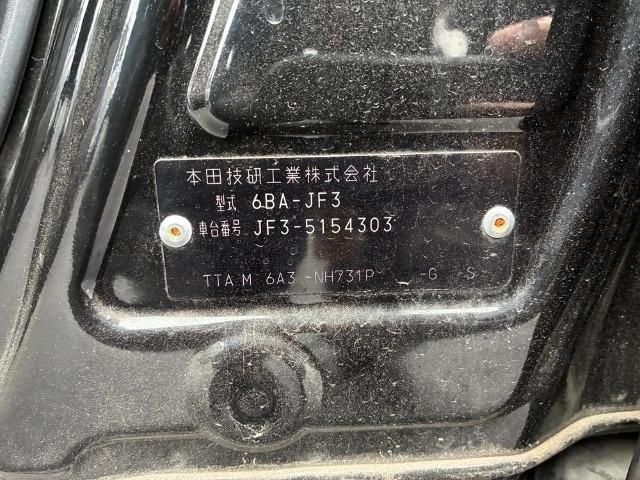 本田技研工業株式会社
型式 6BA-JF3
車台番号 JF3-5154303
TTA M 6A3 -NH731P -G -S